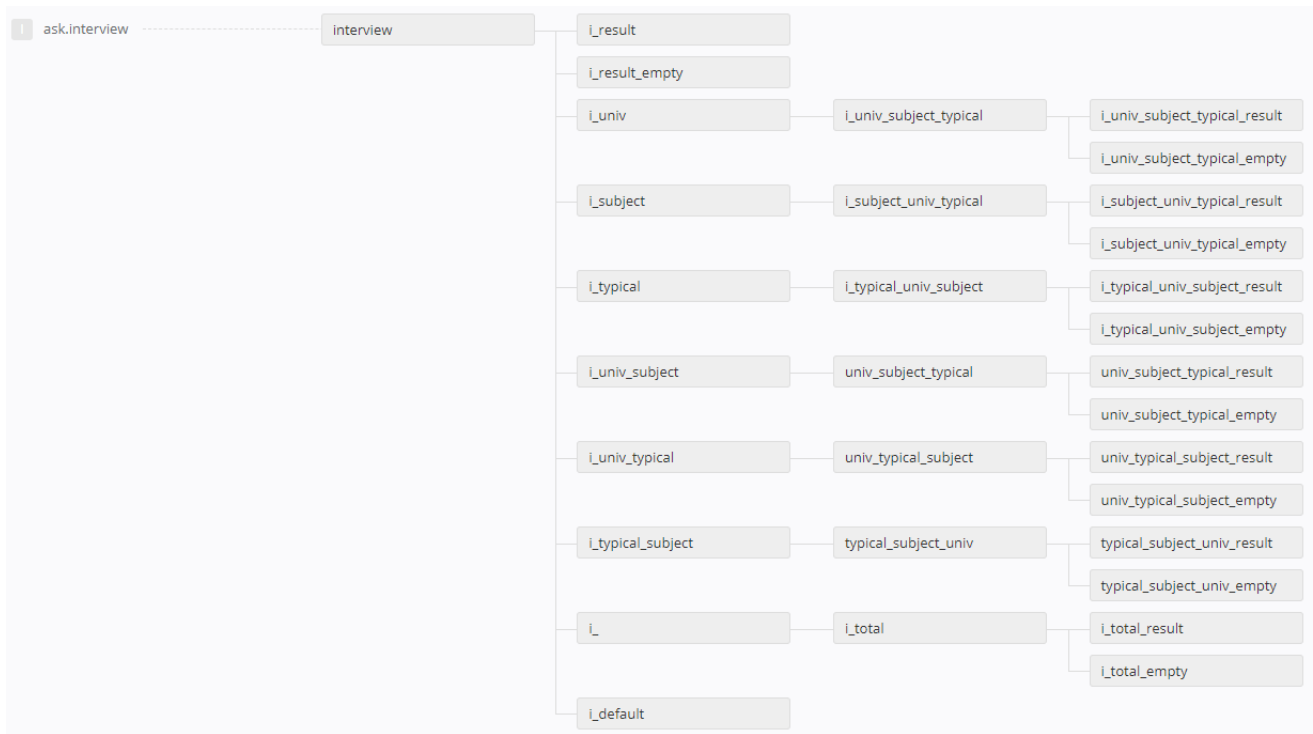 I ask.interview interview i_result
i_result_empty
i_univ i_univ_subject_typical i_univ_subject_typical_result
i_univ_subject_typical_empty
i_subject i_subject_univ_typical i_subject_univ_typical_result
i_subject_univ_typical_empty
i_typical i_typical_univ_subject i_typical_univ_subject_result
i_typical_univ_subject_empty
i_univ_subject univ_subject_typical univ_subject_typical_result
univ_subject_typical_empty
i_univ_typical univ_typical_subject univ_typical_subject_result
univ_typical_subject_empty
i_typical_subject typical_subject_univ typical_subject_univ_result
typical_subject_univ_empty
i_ i_total i_total_result
i_total_empty
i_default